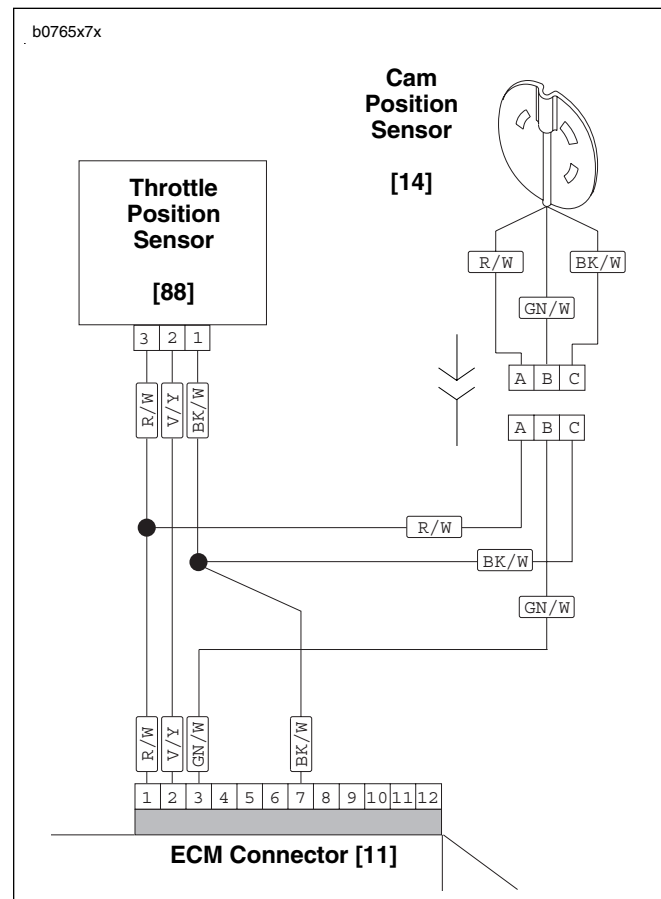 b0765x7x
Cam
Position
Sensor
[14]
Throttle
Position
Sensor
[88]
R/W
BK/W
GN/W
3 2 1
A B C
R/W
V/Y
BK/W
A B C
R/W
BK/W
GN/W
R/W
V/Y
GN/W
BK/W
1 2 3 4 5 6 7 8 9 10 11 12
ECM Connector [11]